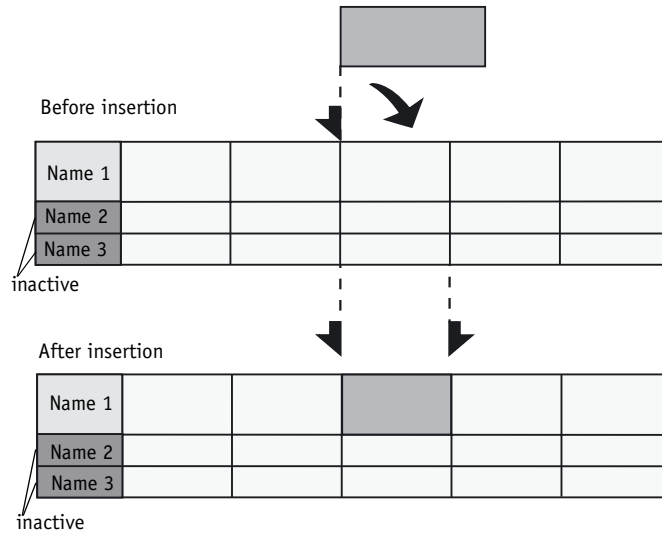 Before insertion
Name 1
Name 2
Name 3
inactive
After insertion
Name 1
Name 2
Name 3
inactive